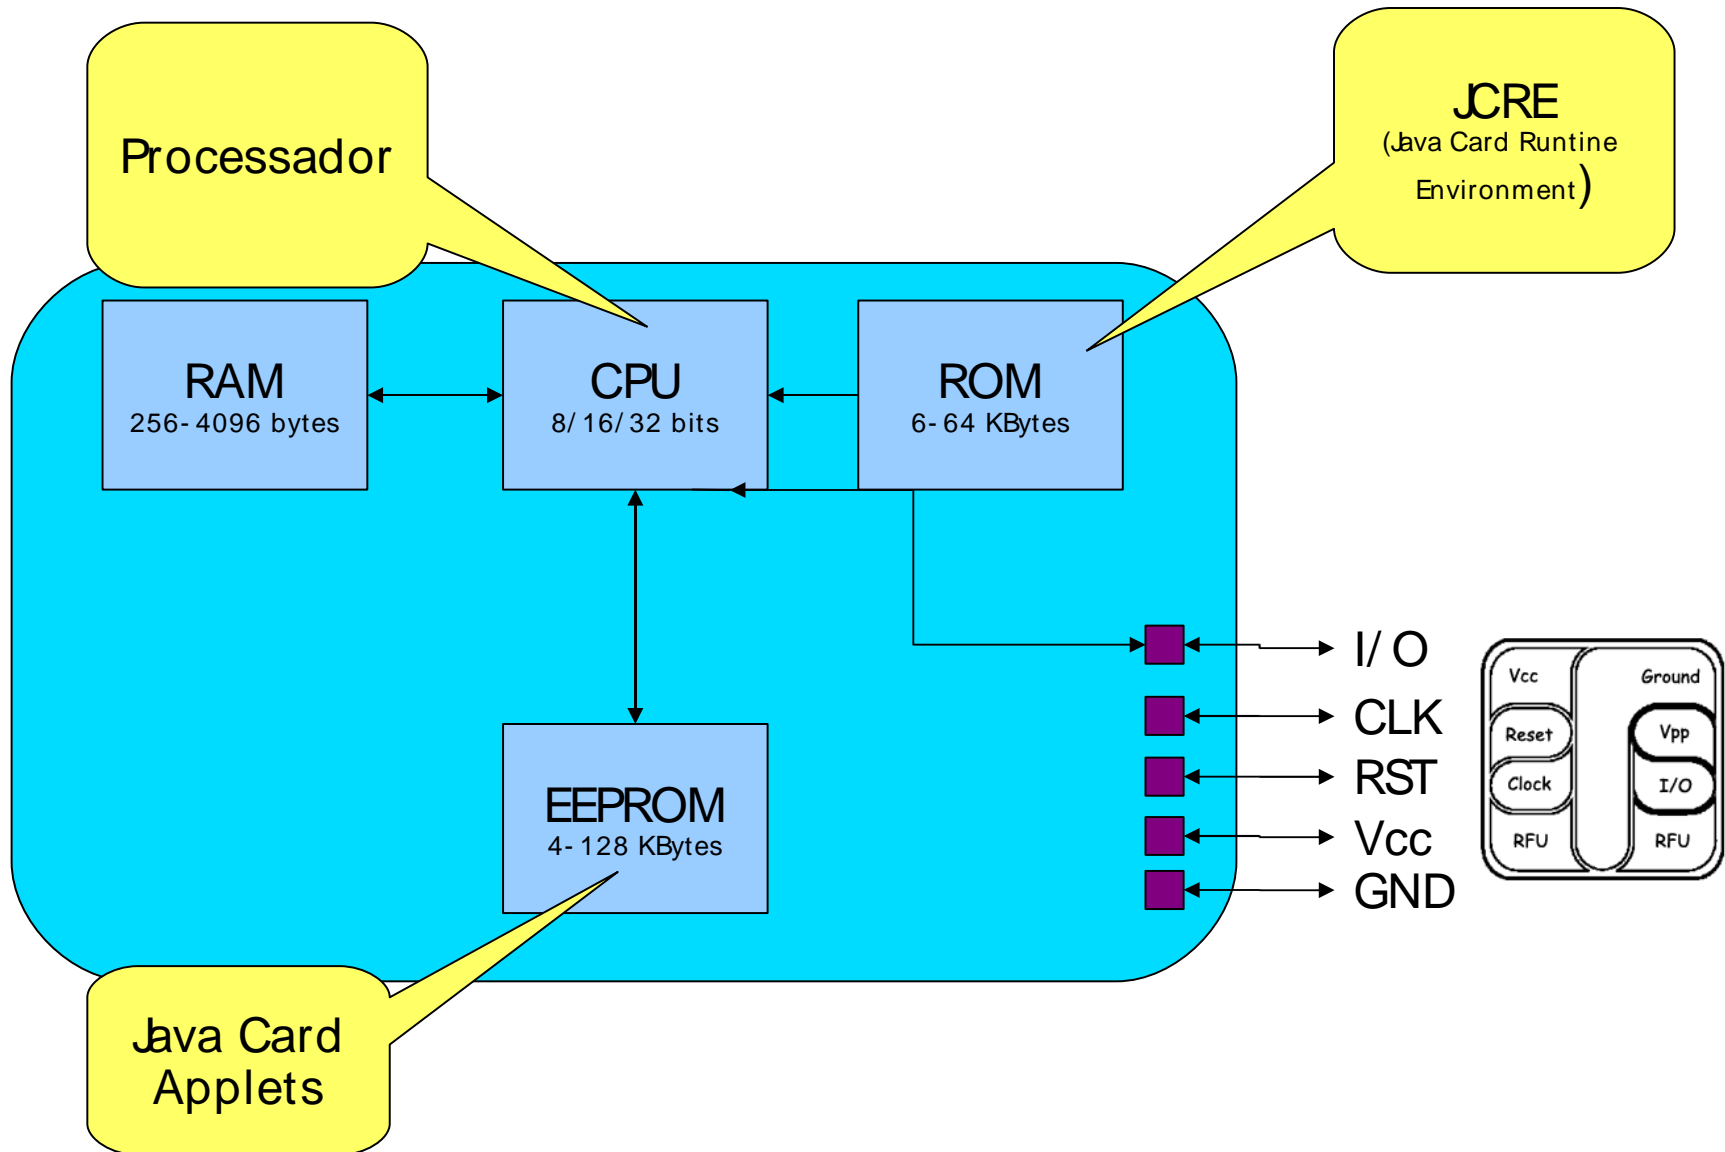 Processador
JCRE
(Java Card Runtine
Environment)
RAM
256-4096 bytes
CPU
8/16/32 bits
ROM
6-64 KBytes
EEPROM
4-128 KBytes
Java Card
Applets
I/O
CLK
RST
Vcc
GND
Vcc
Ground
Reset
Vpp
Clock
I/O
RFU
RFU